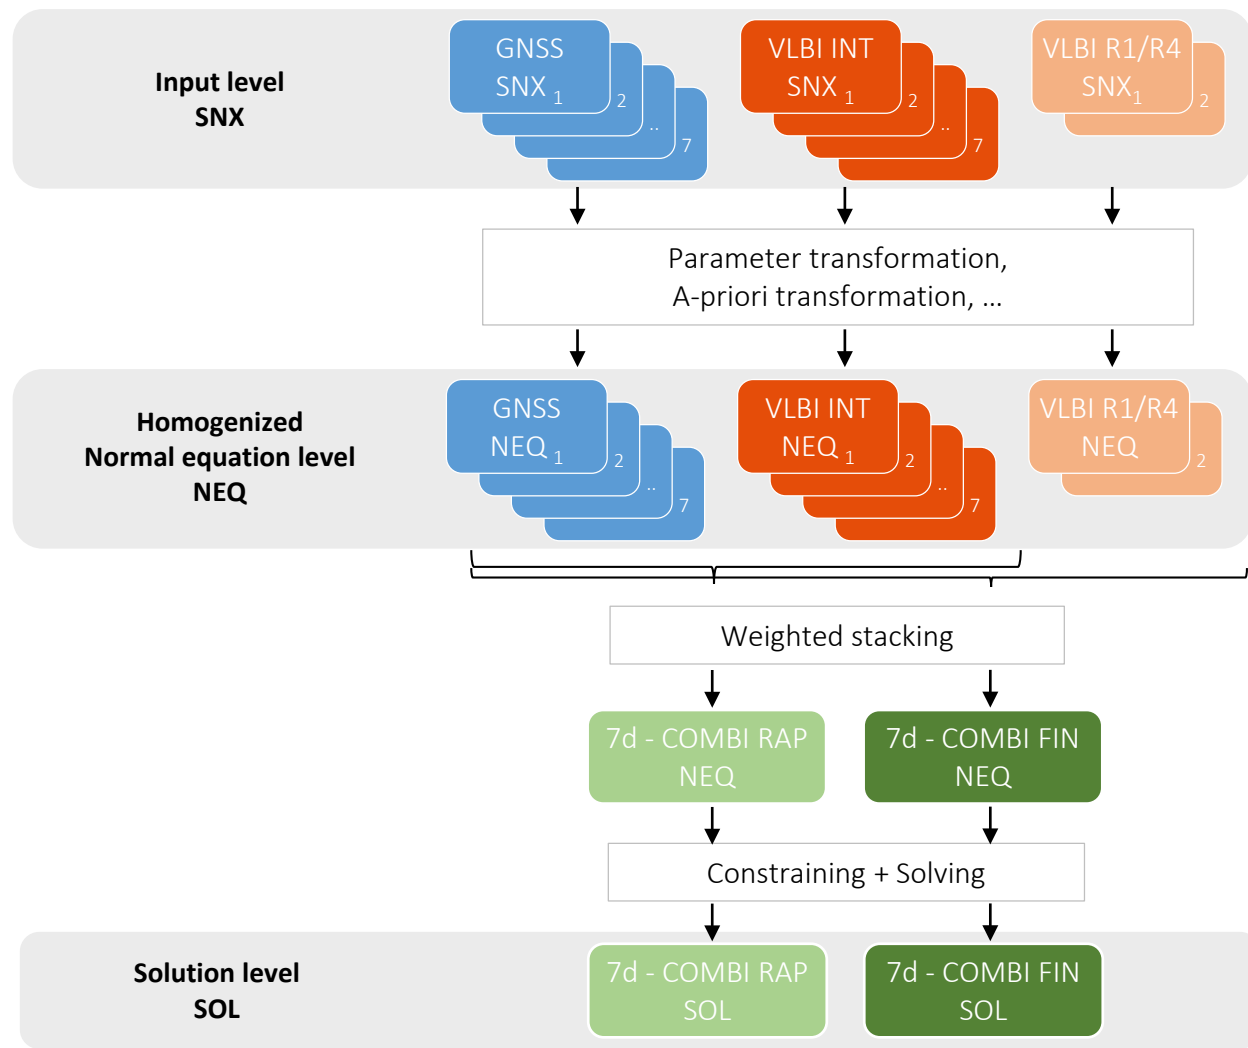 Input level
SNX
GNSS
SNX 1
2
..
7
VLBI INT
SNX 1
2
..
7
VLBI R1/R4
SNX1
2
Parameter transformation,
A-priori transformation, ...
Homogenized
Normal equation level
NEQ
GNSS
NEQ 1
2
..
7
VLBI INT
NEQ 1
2
..
7
VLBI R1/R4
NEQ
2
Weighted stacking
7d - COMBI RAP
NEQ
7d - COMBI FIN
NEQ
Constraining + Solving
Solution level
SOL
7d - COMBI RAP
SOL
7d - COMBI FIN
SOL